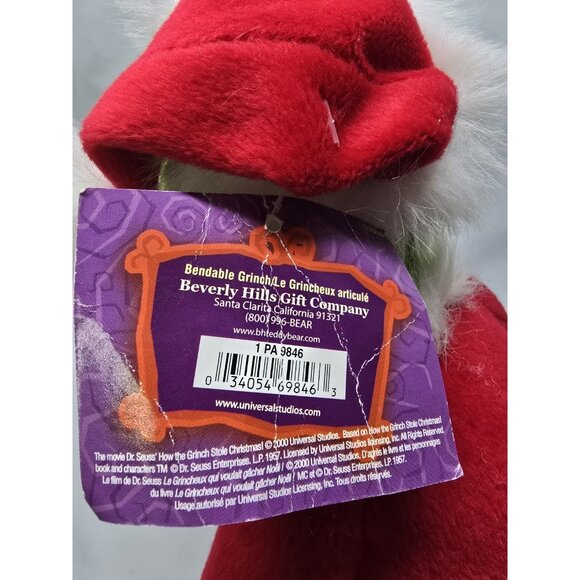 Bendable Grinch/Le Grincheux articulé
Beverly Hills Gift Company
Santa Clarita, California 91321
(800) 996-BEAR
www.bhteddybear.com
1 PA 9846
0 34054 69846 3
www.universalstudios.com
The movie Dr. Seuss' How the Grinch Stole Christmas! © 2000 Universal Studios. Based on How the Grinch Stole Christmas!
book and characters TM © Dr. Seuss Enterprises. L.P. 1957. Licensed by Universal Studios licensing, Inc. All Rights Reserved.
Le film de Dr. Seuss Le Grincheux qui voulait gâcher Noël! / © 2000 Universal Studios. D'après le livre et les personnages
du livre Le Grincheux qui voulait gâcher Noël! / MC et © Dr. Seuss Enterprises. L.P. 1957.
Usage autorisé par Universal Studios Licensing, Inc. Tous droits réservés.